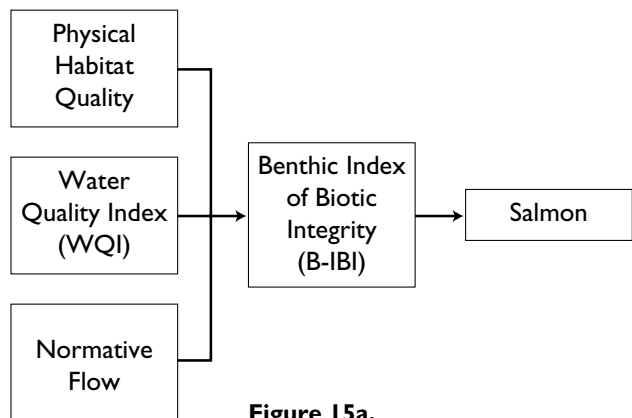 Physical
Habitat
Quality
Water
Quality Index
(WQI)
Normative
Flow
Benthic Index
of Biotic
Integrity
(B-IBI)
Salmon
Figure 15a.